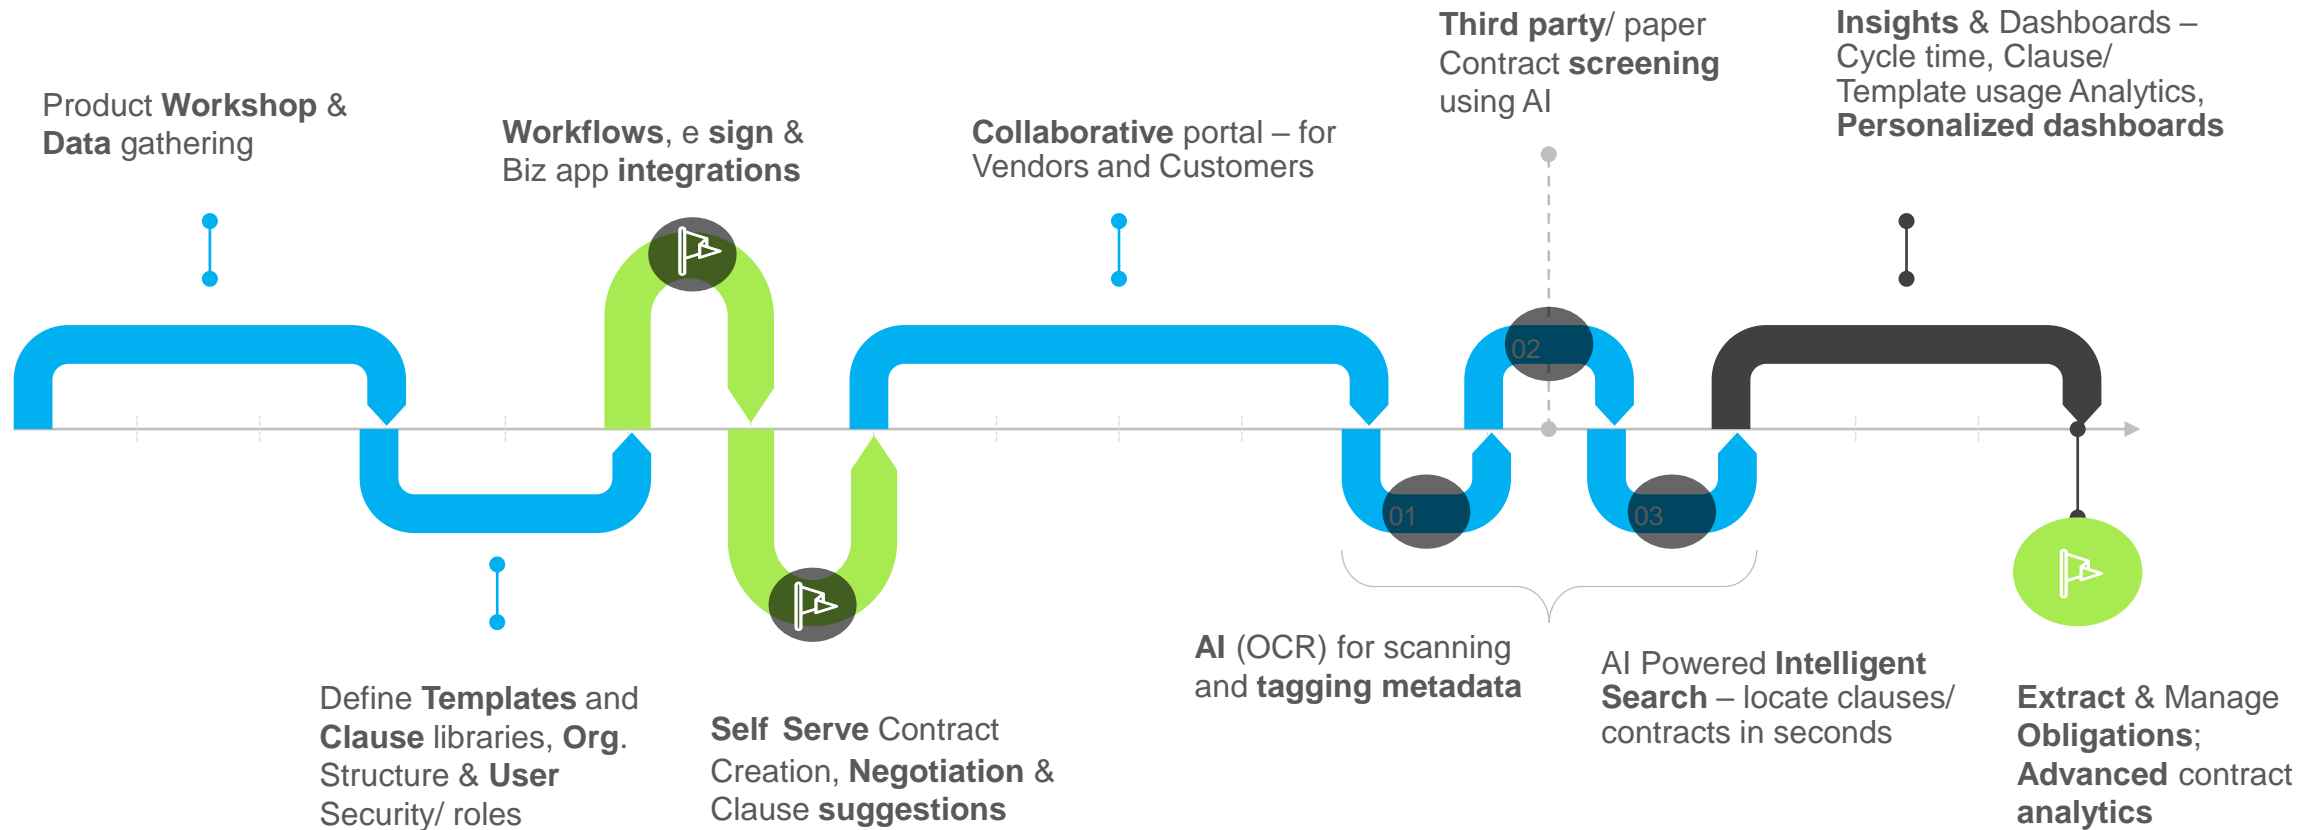 Product Workshop &
Data gathering
Define Templates and
Clause libraries, Org.
Structure & User
Security/ roles
Workflows, e sign &
Biz app integrations
Self Serve Contract
Creation, Negotiation &
Clause suggestions
Collaborative portal – for
Vendors and Customers
01
AI (OCR) for scanning
and tagging metadata
Third party/ paper
Contract screening
using AI
02
03
AI Powered Intelligent
Search – locate clauses/
contracts in seconds
Insights & Dashboards –
Cycle time, Clause/
Template usage Analytics,
Personalized dashboards
Extract & Manage
Obligations;
Advanced contract
analytics